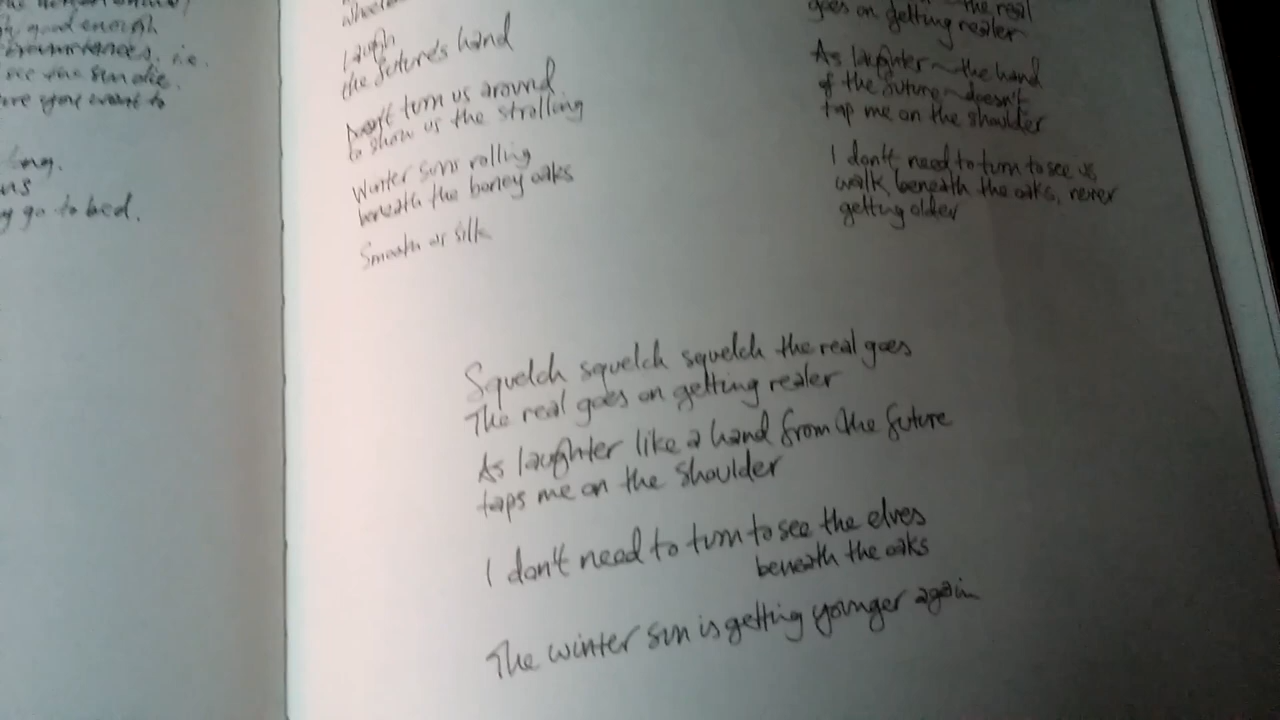 good enough
circumstances, i.e.
see the sun die.
you want to
go to bed.
Laugh
the future's hand
turn us around
to show us the strolling
Winter suns rolling
beneath the boney oaks
Smooth as silk
the real
goes on getting realer
As laughter ~ the hand
of the future ~ doesn't
tap me on the shoulder
I don't need to turn to see us
walk beneath the oaks, never
getting older
Squelch squelch squelch the real goes
The real goes on getting realer
As laughter like a hand from the future
taps me on the shoulder
I don't need to turn to see the elves
beneath the oaks
The winter sun is getting younger again